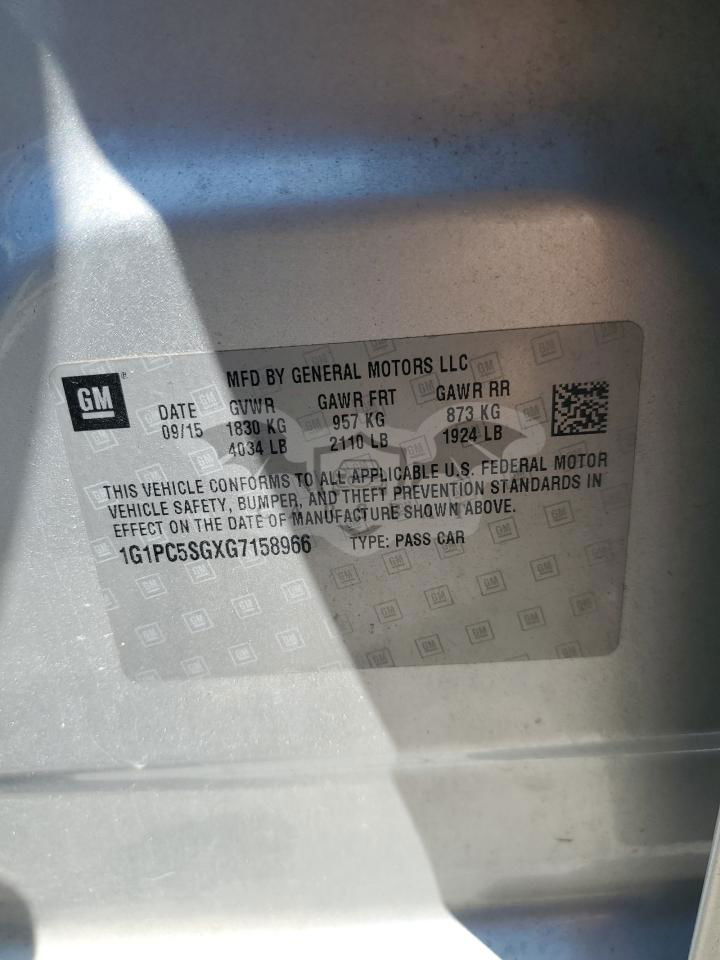 GM
MFD BY GENERAL MOTORS LLC
DATE GVWR GAWR FRT GAWR RR
09/15 1830 KG 957 KG 873 KG
4034 LB 2110 LB 1924 LB
THIS VEHICLE CONFORMS TO ALL APPLICABLE U.S. FEDERAL MOTOR
VEHICLE SAFETY, BUMPER, AND THEFT PREVENTION STANDARDS IN
EFFECT ON THE DATE OF MANUFACTURE SHOWN ABOVE.
1G1PC5SGXG7158966 TYPE: PASS CAR